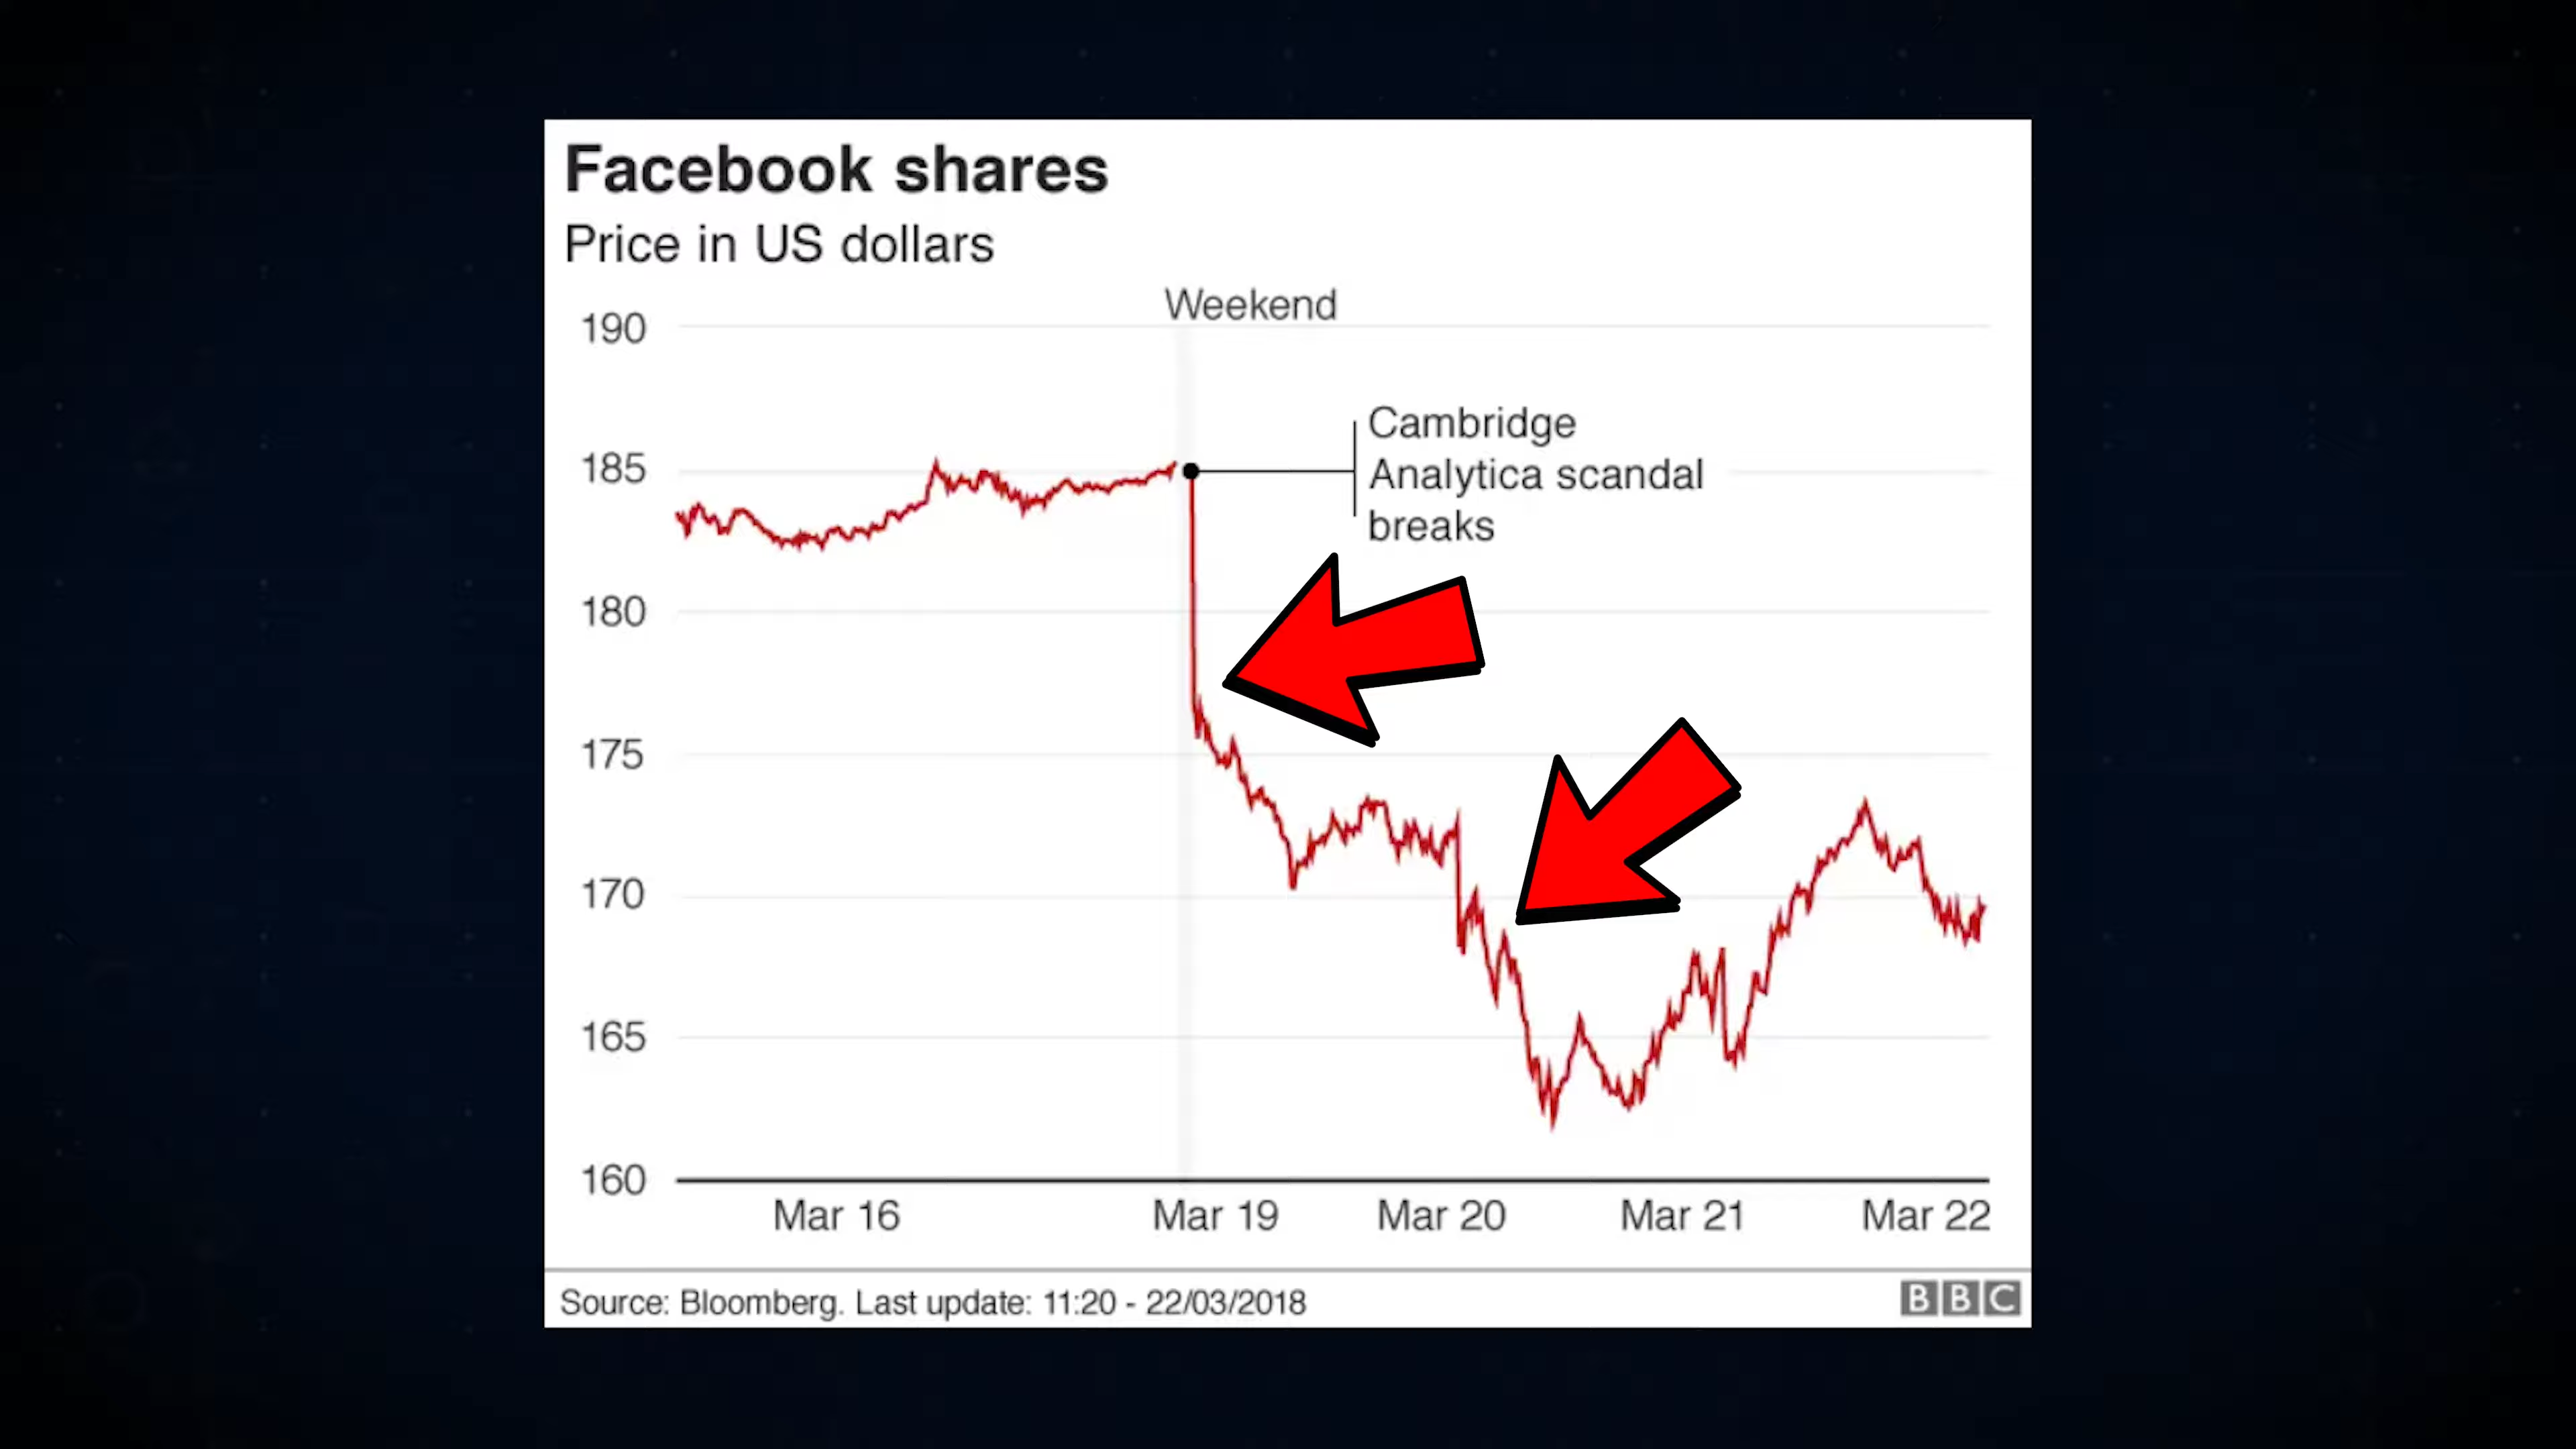 Facebook shares
Price in US dollars
Weekend
190
Cambridge
Analytica scandal
breaks
185
180
175
170
165
160
Mar 16
Mar 19
Mar 20
Mar 21
Mar 22
Source: Bloomberg. Last update: 11:20 - 22/03/2018
BBC